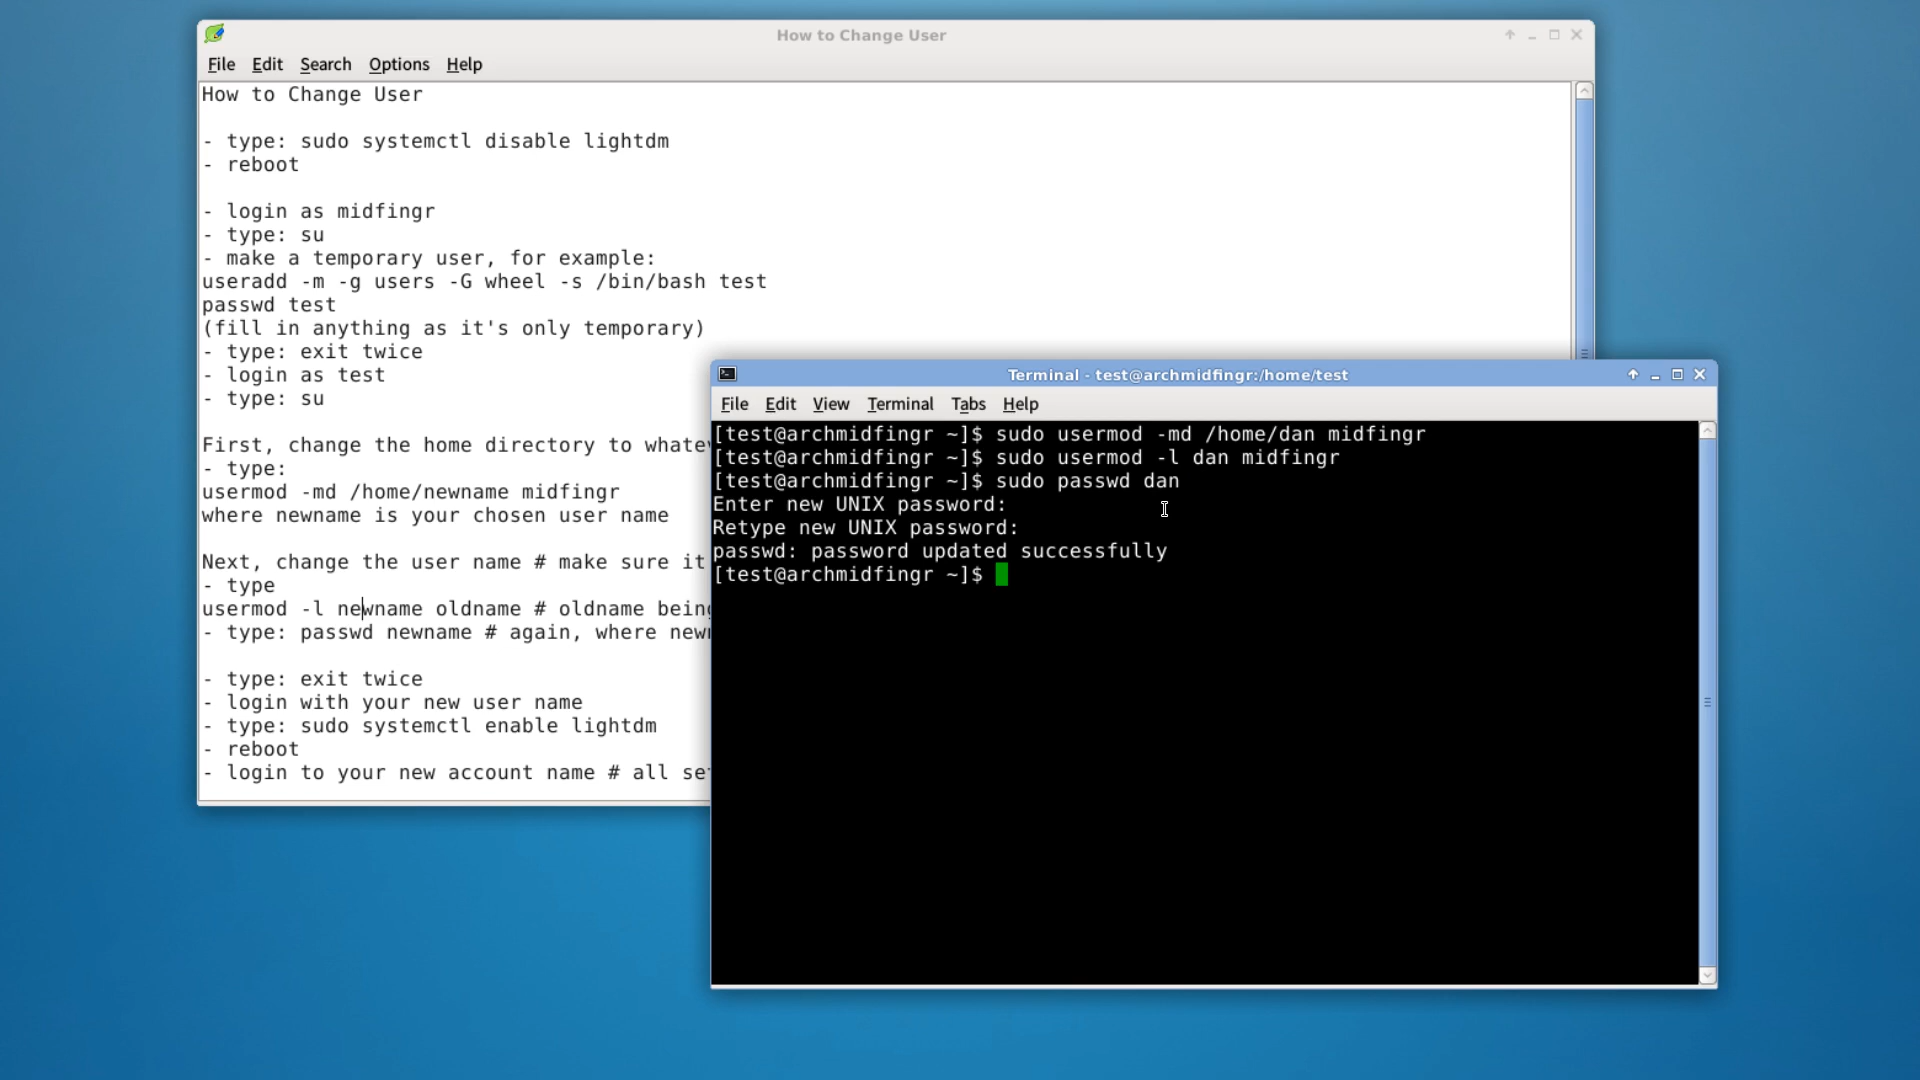 How to Change User
File Edit Search Options Help
How to Change User
- type: sudo systemctl disable lightdm
- reboot
- login as midfingr
- type: su
- make a temporary user, for example:
useradd -m -g users -G wheel -s /bin/bash test
passwd test
(fill in anything as it's only temporary)
- type: exit twice
- login as test
- type: su
First, change the home directory to
- type:
usermod -md /home/newname midfingr
where newname is your chosen user name
Next, change the user name # make sure it
- type
usermod -l newname oldname # oldname being
- type: passwd newname # again, where
- type: exit twice
- login with your new user name
- type: sudo systemctl enable lightdm
- reboot
- login to your new account name # all
Terminal - test@archmidfingr:/home/test
File Edit View Terminal Tabs Help
[test@archmidfingr ~]$ sudo usermod -md /home/dan midfingr
[test@archmidfingr ~]$ sudo usermod -l dan midfingr
[test@archmidfingr ~]$ sudo passwd dan
Enter new UNIX password:
Retype new UNIX password:
passwd: password updated successfully
[test@archmidfingr ~]$